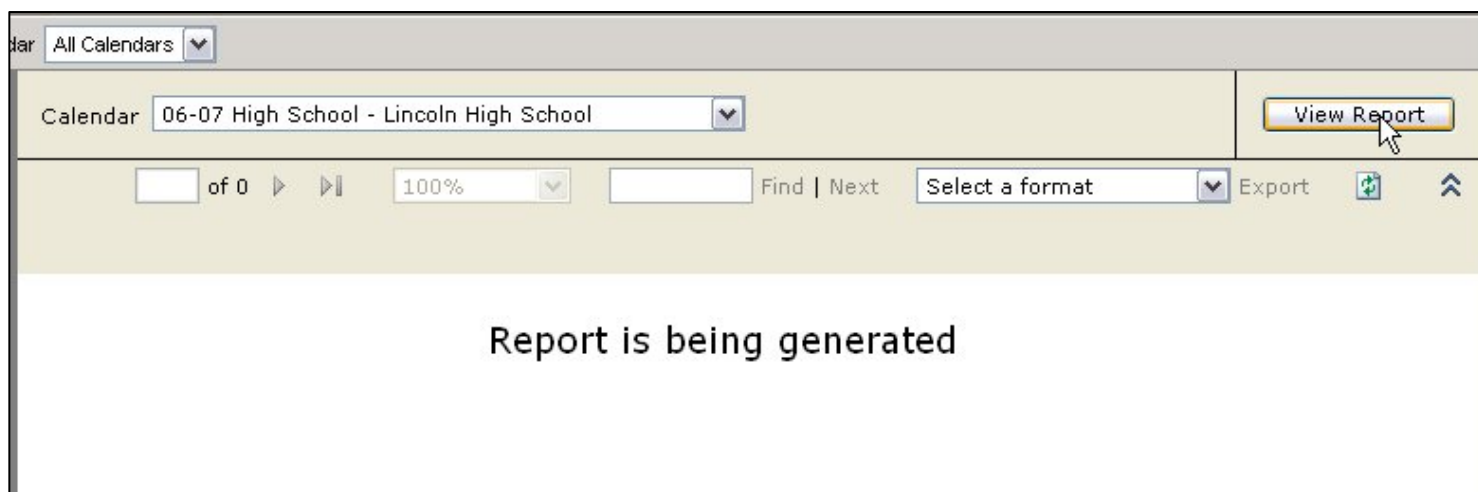 dar All Calendars
Calendar 06-07 High School - Lincoln High School View Report
of 0 100% Find | Next Select a format Export
Report is being generated